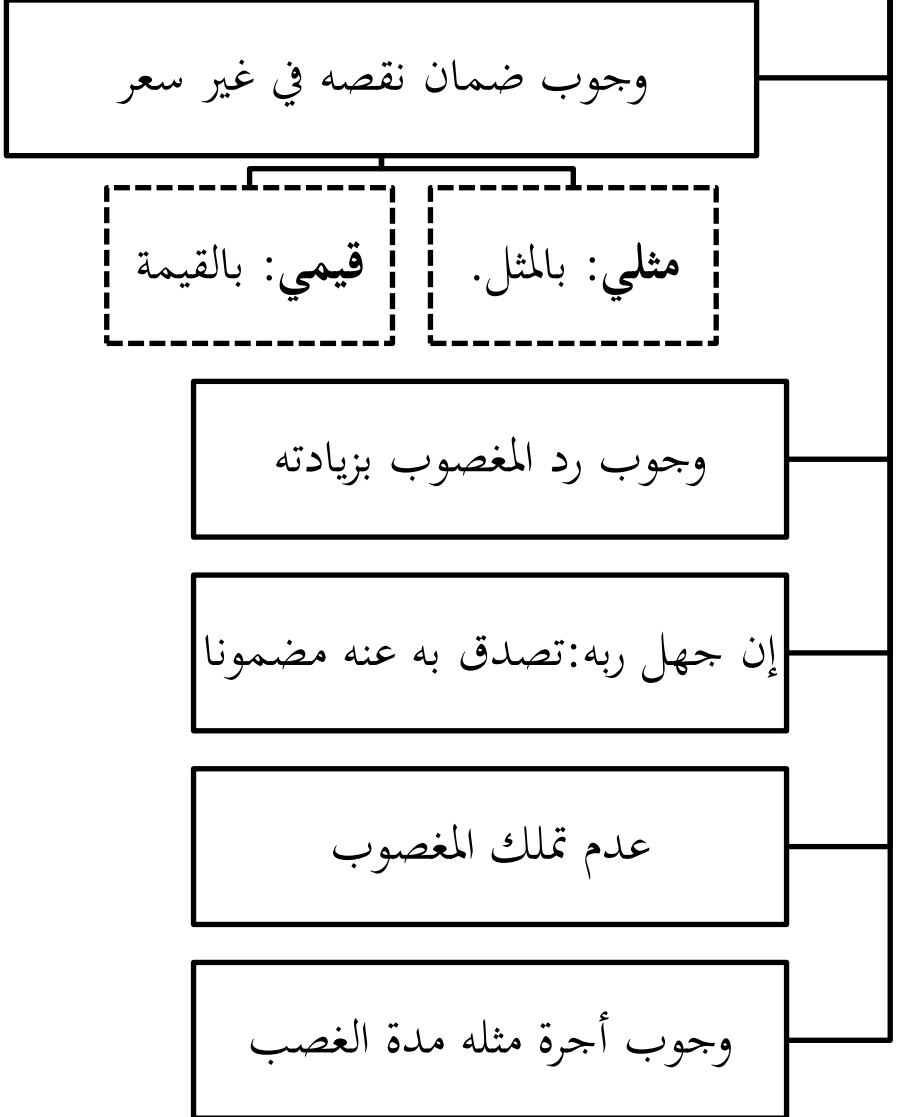 وجوب ضمان نقصه في غير سعر
مثلي: بالمثل.
قيمي: بالقيمة
وجوب رد المغصوب بزيادته
إن جهل ربه:تصدق به عنه مضمونا
عدم تملك المغصوب
وجوب أجرة مثله مدة الغصب